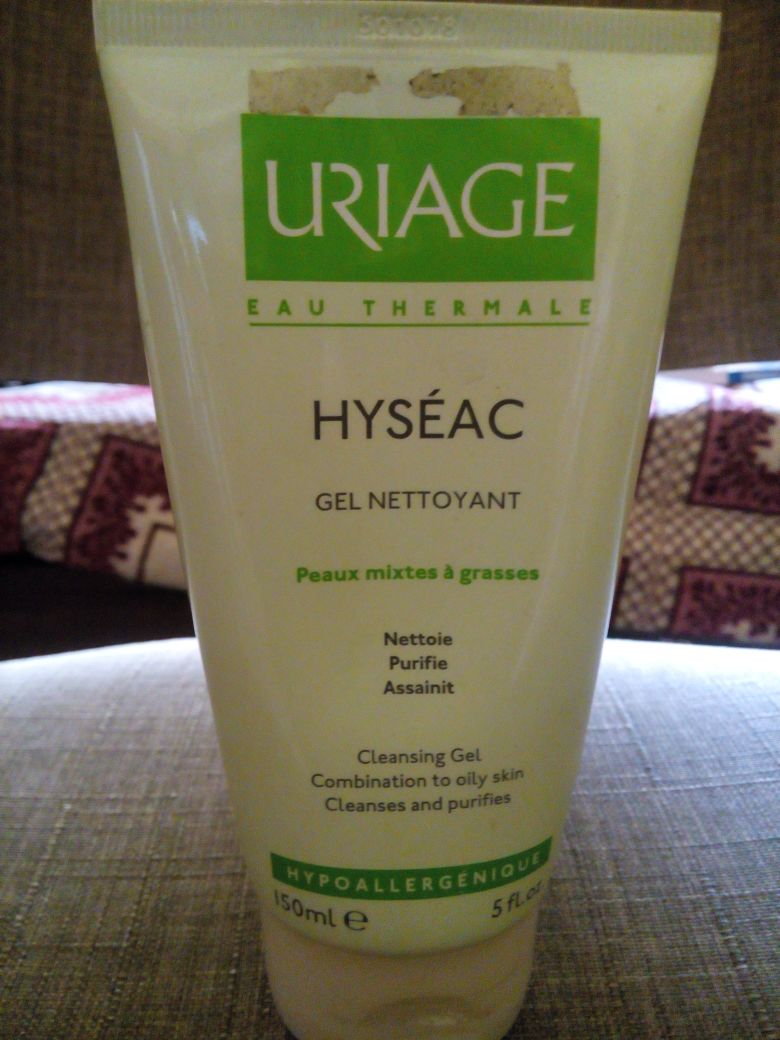 URIAGE
EAU THERMALE
HYSÉAC
GEL NETTOYANT
Peaux mixtes à grasses
Nettoie
Purifie
Assainit
Cleansing Gel
Combination to oily skin
Cleanses and purifies
HYPOALLERGÉNIQUE
150ml e 5 fl.oz